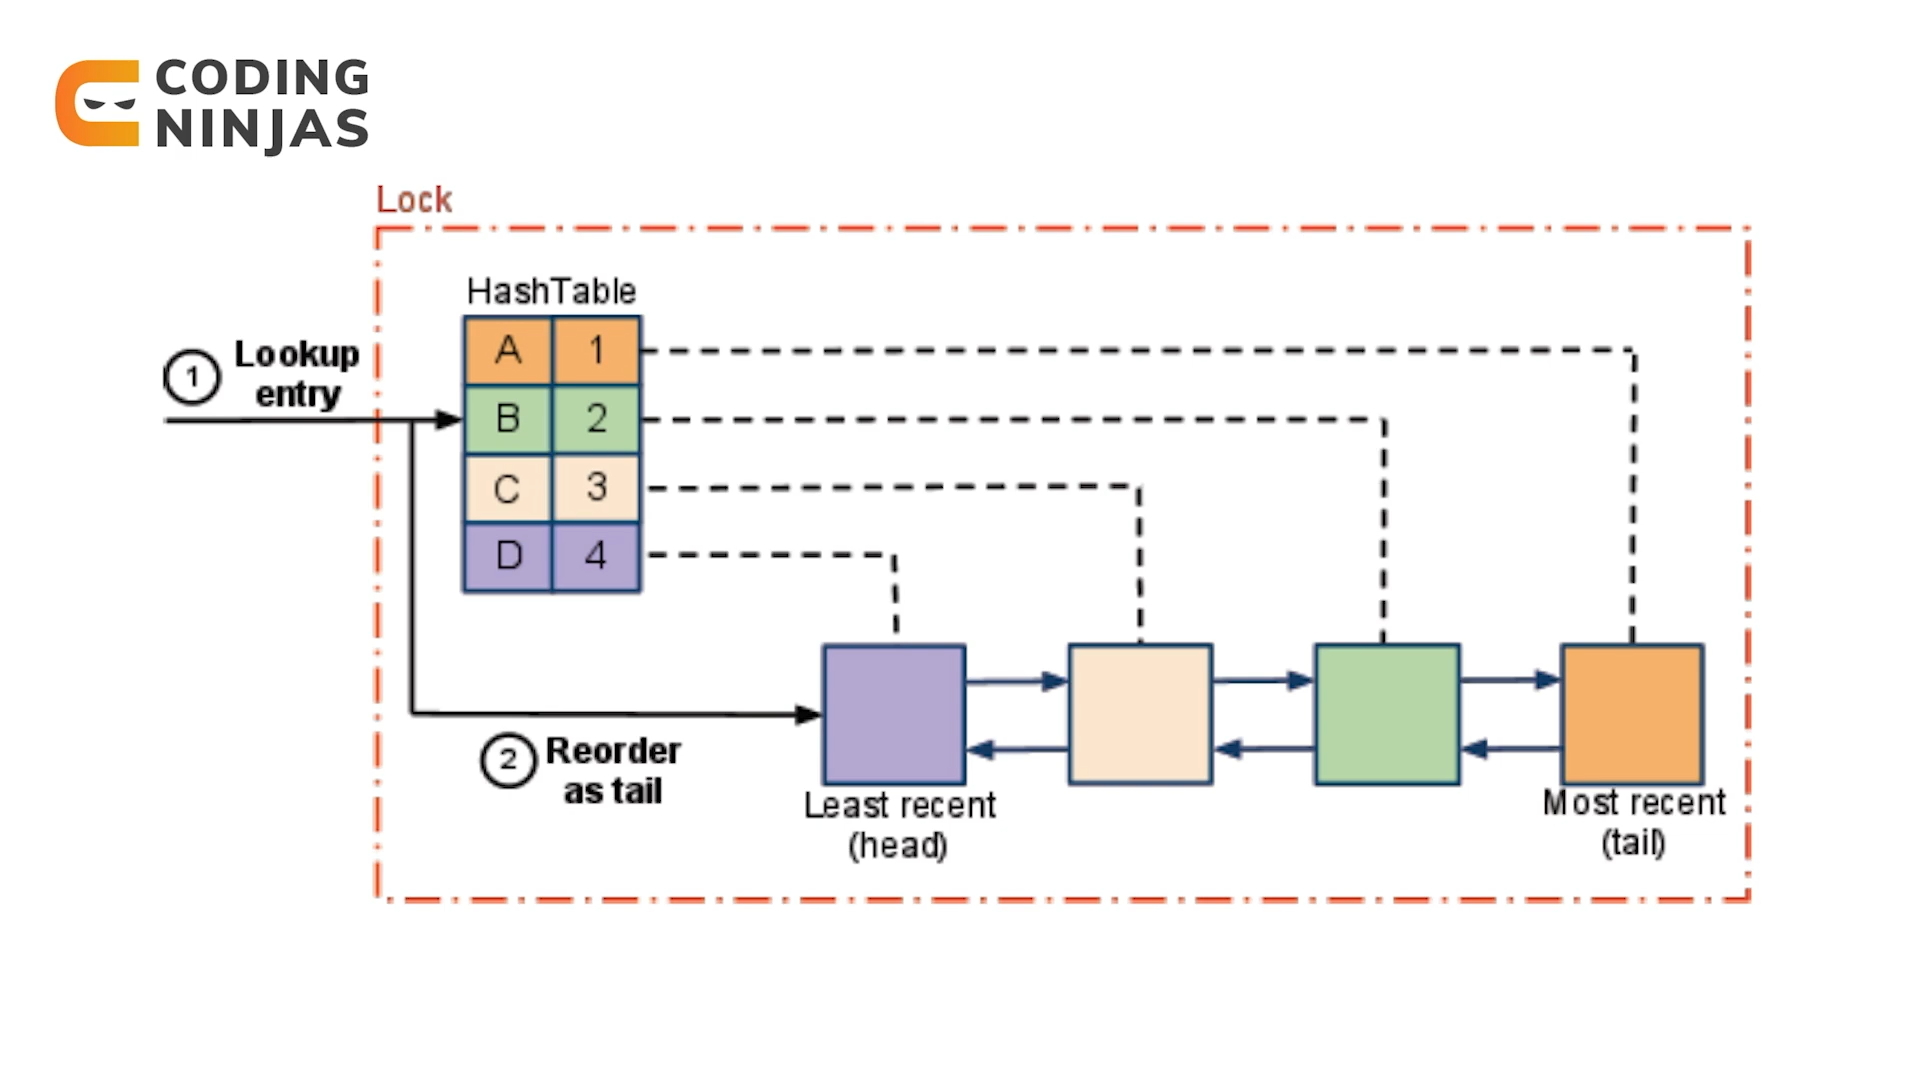 CODING
NINJAS
Lock
HashTable
A 1
B 2
C 3
D 4
1 Lookup
entry
2 Reorder
as tail
Least recent
(head)
Most recent
(tail)